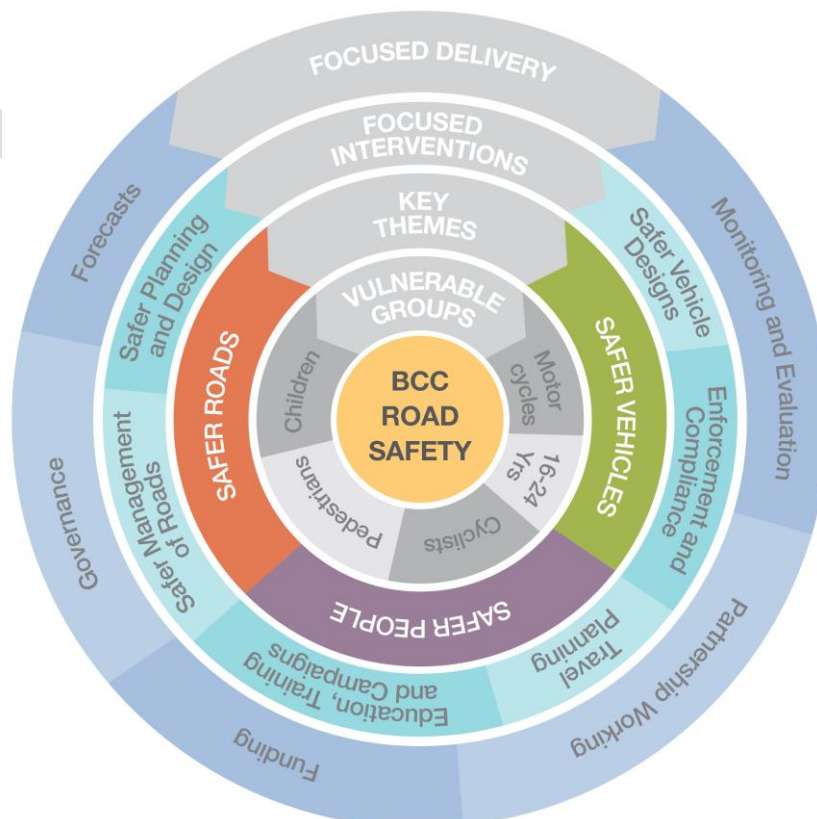 FOCUSED DELIVERY
FOCUSED
INTERVENTIONS
KEY
THEMES
VULNERABLE
GROUPS
BCC
ROAD
SAFETY
Children
Pedestrians
Cyclists
16-24
Yrs
Motor
cycles
SAFER ROADS
SAFER PEOPLE
SAFER VEHICLES
Safer Planning
and Design
Safer Management
of Roads
Education, Training
and Campaigns
Travel
Planning
Enforcement and
Compliance
Safer Vehicle
Designs
Forecasts
Governance
Funding
Partnership Working
Monitoring and Evaluation